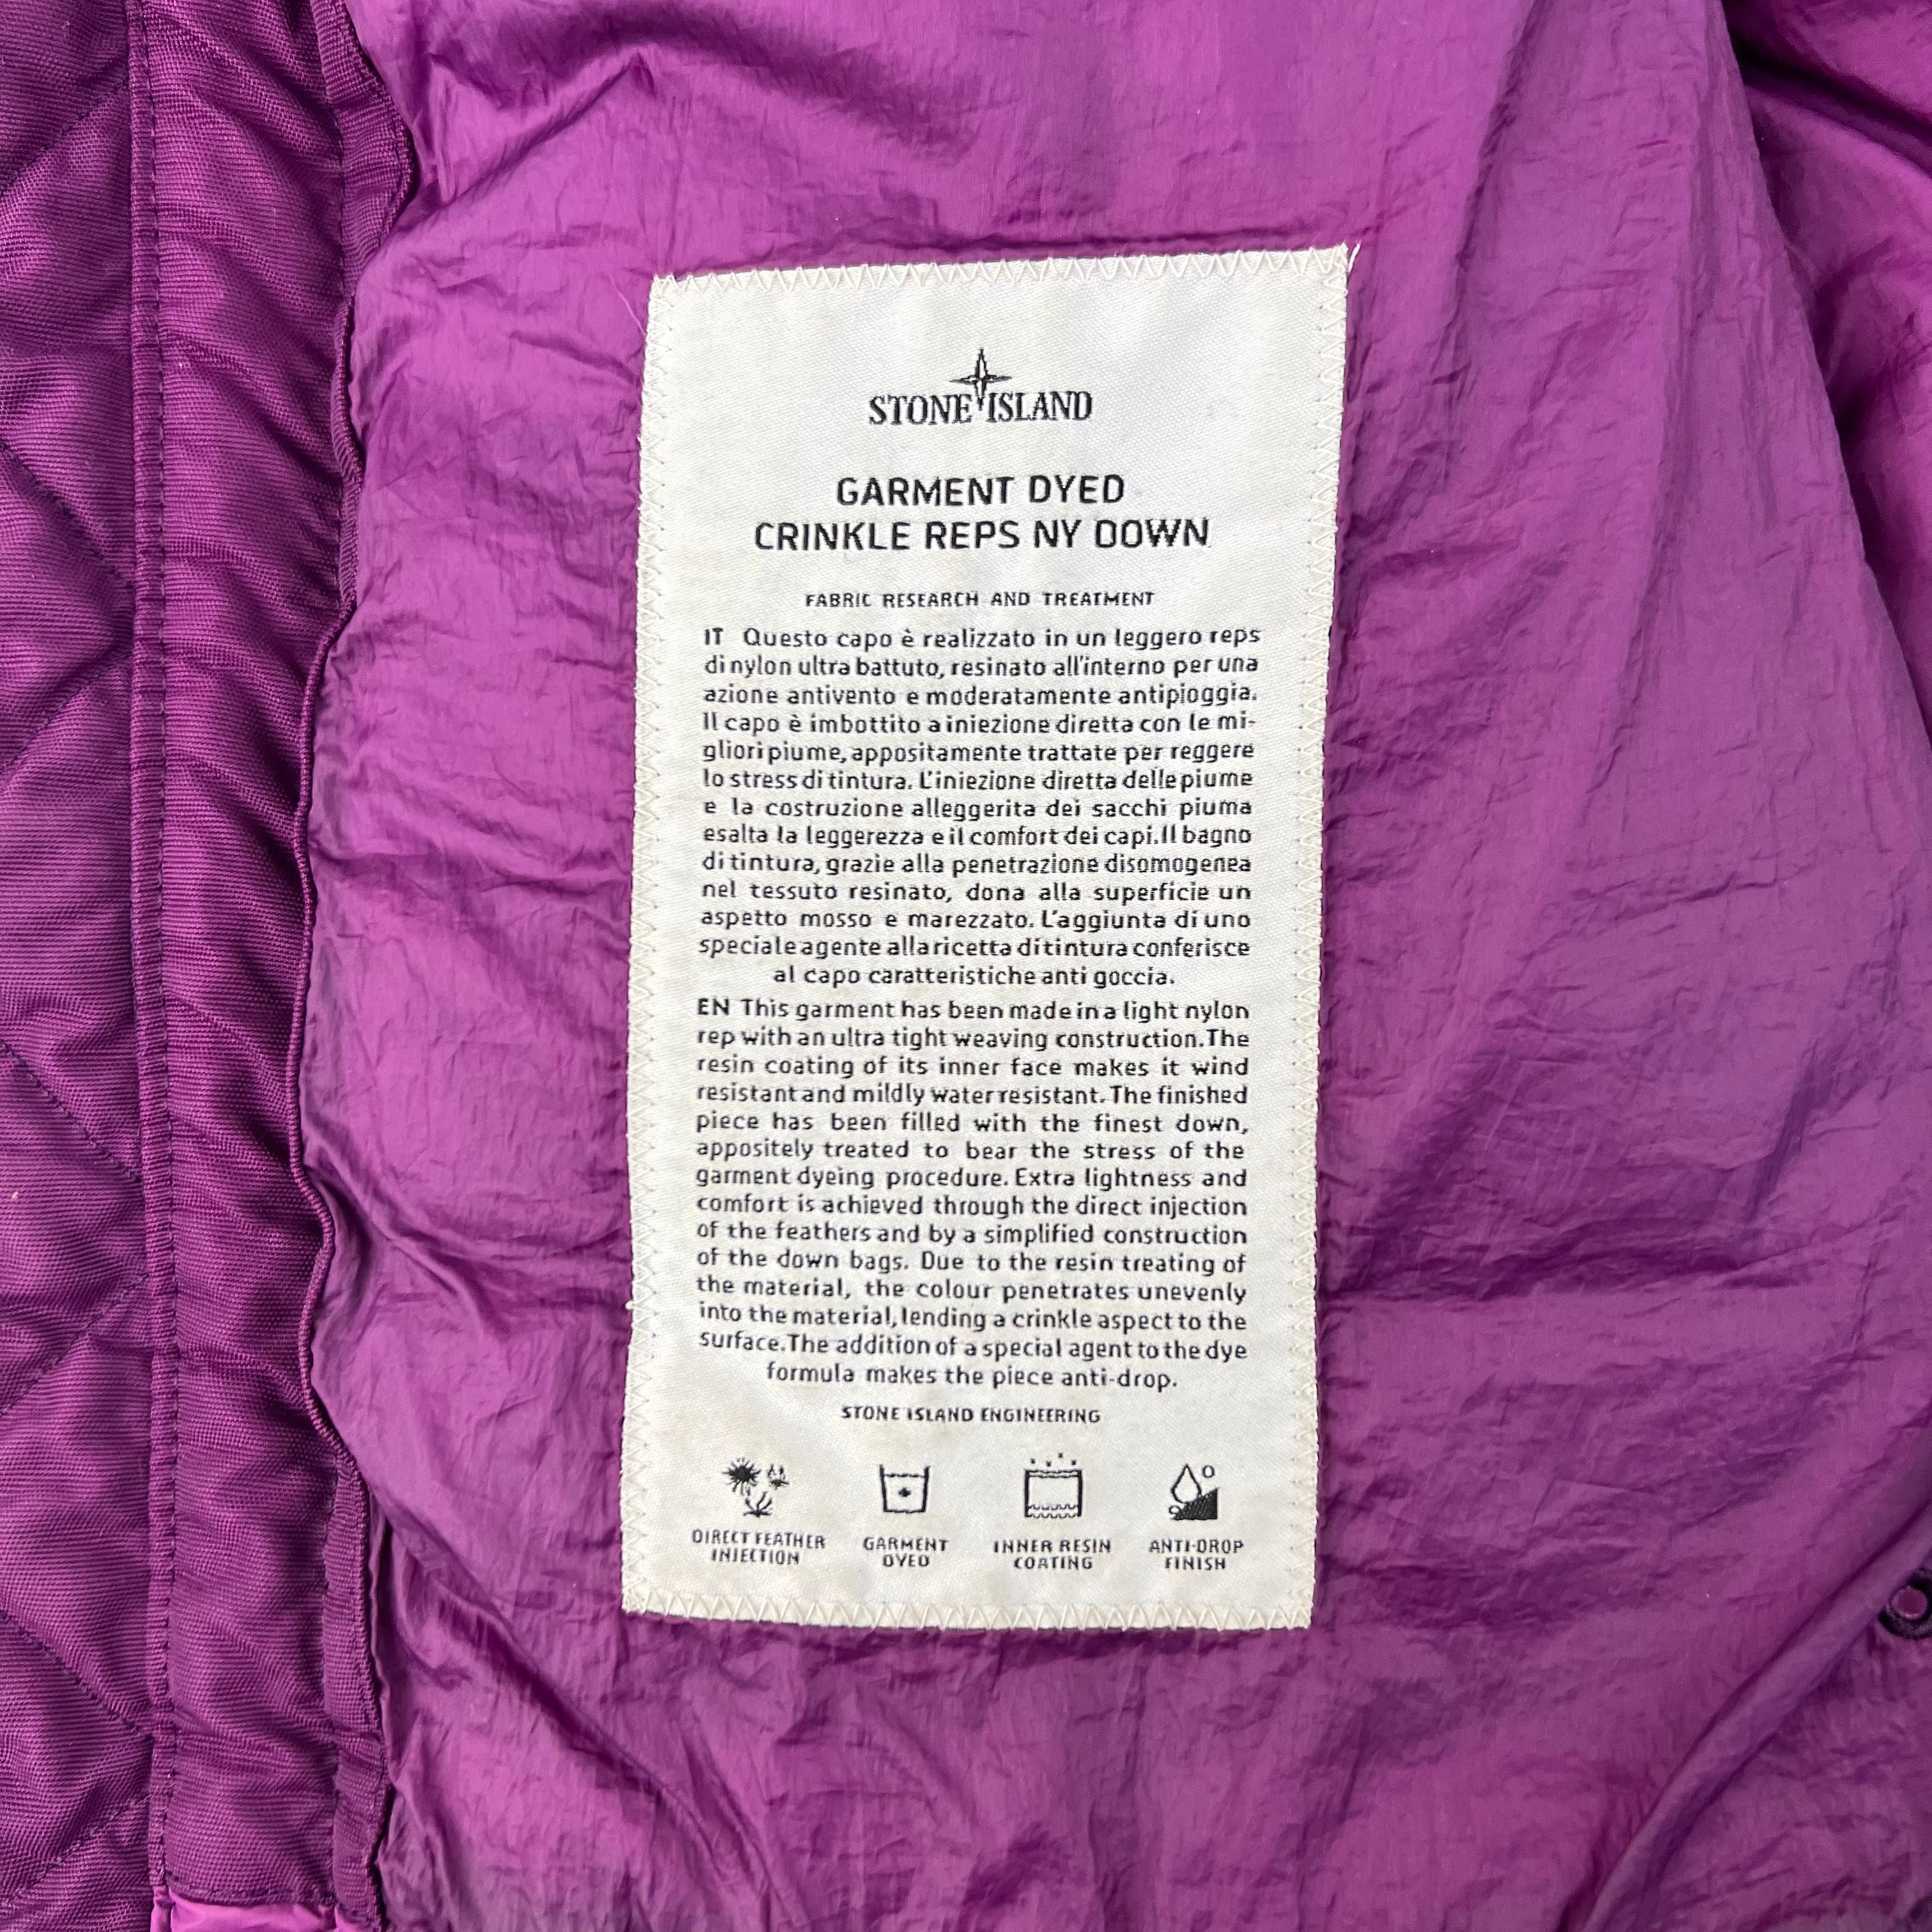 STONE ISLAND
GARMENT DYED
CRINKLE REPS NY DOWN
FABRIC RESEARCH AND TREATMENT
IT Questo capo è realizzato in un leggero reps
di nylon ultra battuto, resinato all'interno per una
azione antivento e moderatamente antipioggia.
Il capo è imbottito a iniezione diretta con le mi-
gliori piume, appositamente trattate per reggere
lo stress di tintura. L'iniezione diretta delle piume
e la costruzione alleggerita dei sacchi piuma
esalta la leggerezza e il comfort dei capi. Il bagno
di tintura, grazie alla penetrazione disomogenea
nel tessuto resinato, dona alla superficie un
aspetto mosso e marezzato. L'aggiunta di uno
speciale agente alla ricetta di tintura conferisce
al capo caratteristiche anti goccia.
EN This garment has been made in a light nylon
rep with an ultra tight weaving construction. The
resin coating of its inner face makes it wind
resistant and mildly water resistant. The finished
piece has been filled with the finest down,
appositely treated to bear the stress of the
garment dyeing procedure. Extra lightness and
comfort is achieved through the direct injection
of the feathers and by a simplified construction
of the down bags. Due to the resin treating of
the material, the colour penetrates unevenly
into the material, lending a crinkle aspect to the
surface. The addition of a special agent to the dye
formula makes the piece anti-drop.
STONE ISLAND ENGINEERING
DIRECT FEATHER
INJECTION
GARMENT
DYED
INNER RESIN
COATING
ANTI-DROP
FINISH